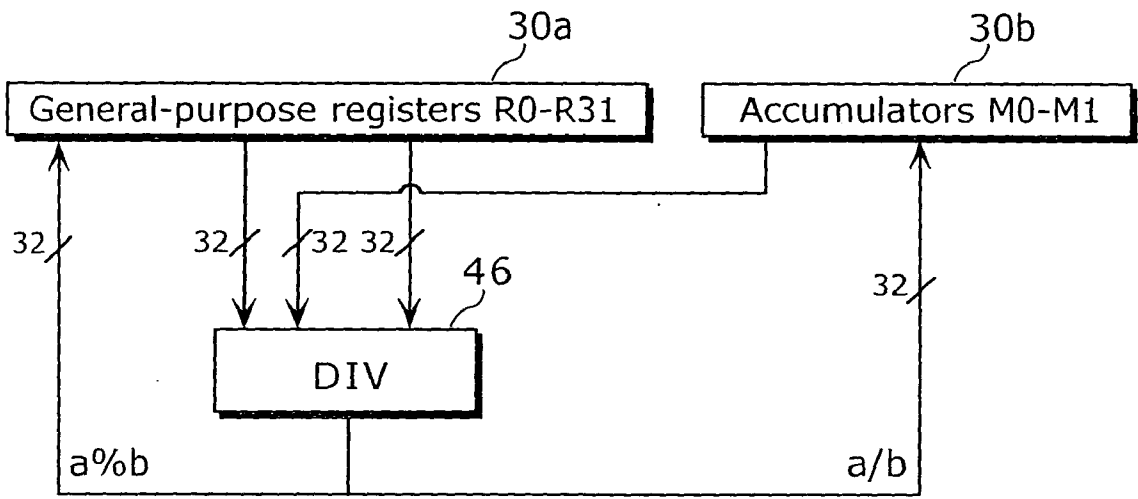 30a
30b
General-purpose registers R0-R31
Accumulators M0-M1
32
32
32
32
32
46
DIV
a%b
a/b